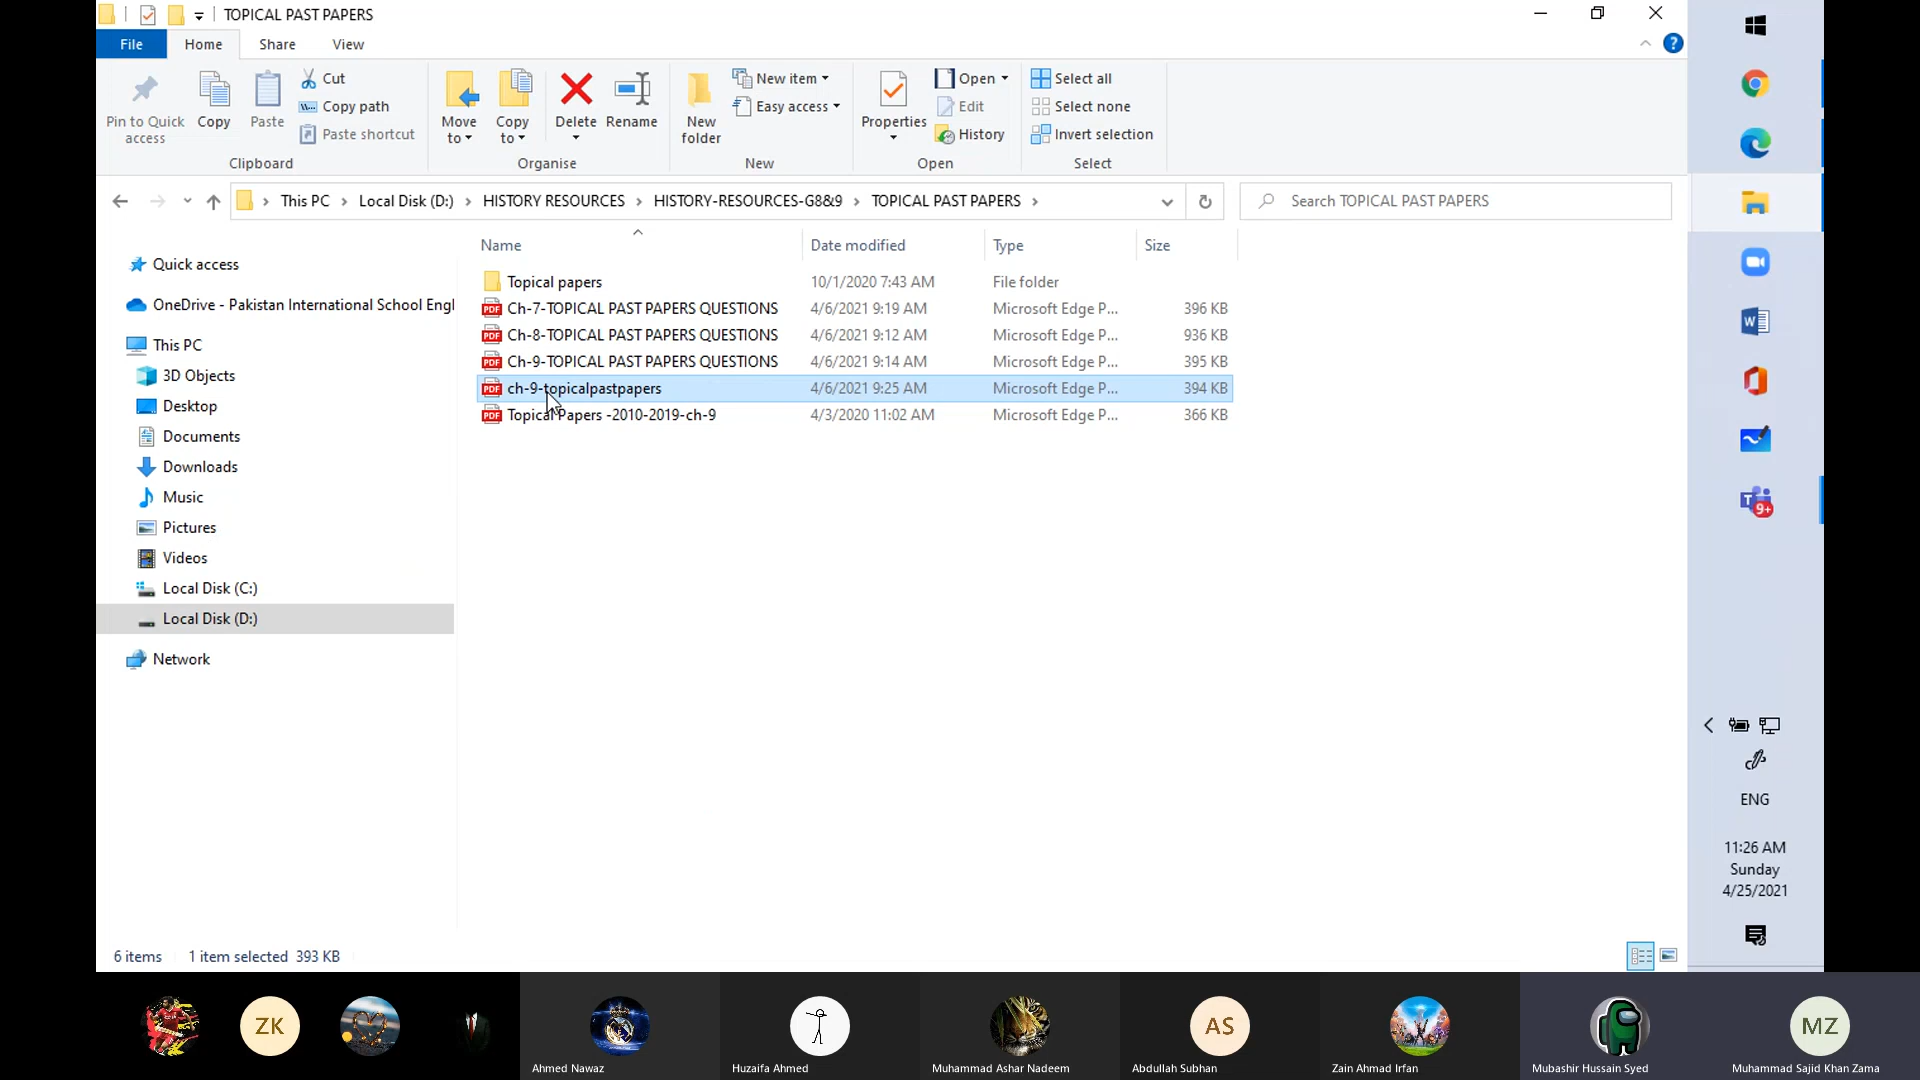 TOPICAL PAST PAPERS
File Home Share View
Pin to Quick access
Copy
Paste
Cut
Copy path
Paste shortcut
Clipboard
Move to
Copy to
Delete
Rename
Organise
New folder
New item
Easy access
New
Properties
Open
Edit
History
Open
Select all
Select none
Invert selection
Select
This PC > Local Disk (D:) > HISTORY RESOURCES > HISTORY-RESOURCES-G8&9 > TOPICAL PAST PAPERS >
Search TOPICAL PAST PAPERS
Name Date modified Type Size
Topical papers 10/1/2020 7:43 AM File folder
Ch-7-TOPICAL PAST PAPERS QUESTIONS 4/6/2021 9:19 AM Microsoft Edge P... 396 KB
Ch-8-TOPICAL PAST PAPERS QUESTIONS 4/6/2021 9:12 AM Microsoft Edge P... 936 KB
Ch-9-TOPICAL PAST PAPERS QUESTIONS 4/6/2021 9:14 AM Microsoft Edge P... 395 KB
ch-9-topicalpastpapers 4/6/2021 9:25 AM Microsoft Edge P... 394 KB
Topical Papers -2010-2019-ch-9 4/3/2020 11:02 AM Microsoft Edge P... 366 KB
Quick access
OneDrive - Pakistan International School Engl
This PC
3D Objects
Desktop
Documents
Downloads
Music
Pictures
Videos
Local Disk (C:)
Local Disk (D:)
Network
6 items 1 item selected 393 KB
9+
ENG
11:26 AM
Sunday
4/25/2021
ZK
AS
MZ
Ahmed Nawaz
Huzaifa Ahmed
Muhammad Ashar Nadeem
Abdullah Subhan
Zain Ahmad Irfan
Mubashir Hussain Syed
Muhammad Sajid Khan Zama